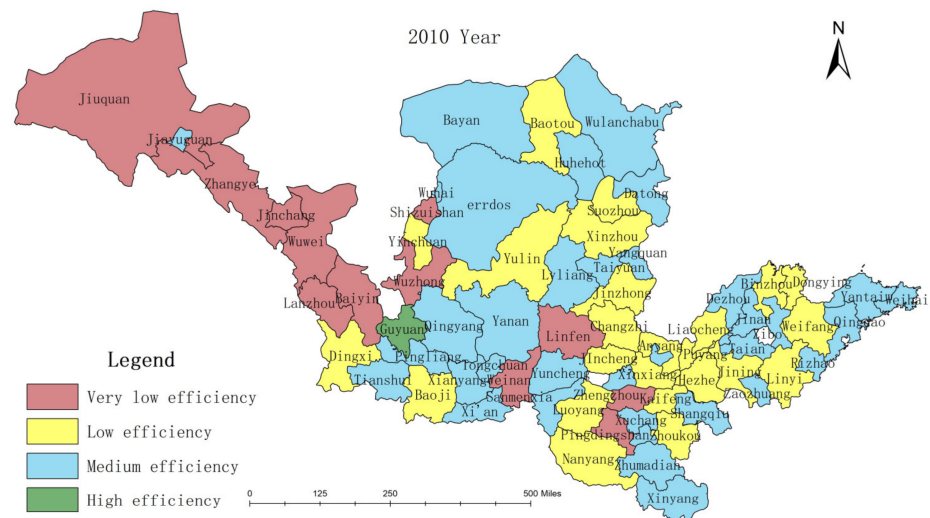 2010 Year
N
Jiuquan
Jiayuguan
Zhangye
Jinchang
Wuwei
Lanzhou
Baiyin
Bayan
Baotou
Wulanchabu
Huhehot
Wuhai
errdos
Shizuishan
Yinchuan
Wuzhong
Datong
Suozhou
Xinzhou
Yangquan
Yulin
Lyliang
Taiyuan
Jinzhong
Guyuan
Qingyang
Yanan
Linfen
Changzhi
Dingxi
Pingliang
Tongchuan
Tianshui
Xianyang
Weinan
Yuncheng
Jincheng
Baoji
Xi'an
Sanmenxia
Anyang
Xinxiang
Puyang
Liaocheng
Dezhou
Binzhou
Dongying
Jinan
Zibo
Weifang
Yantai
Weihai
Qingdao
Taian
Rizhao
Jining
Linyi
Hezhe
Zaozhuang
Zhengzhou
Kaifeng
Luoyang
Shangqiu
Xuchang
Pingdingshan
Zhoukou
Nanyang
Zhumadiah
Xinyang
Legend
Very low efficiency
Low efficiency
Medium efficiency
High efficiency
0 125 250 500 Miles